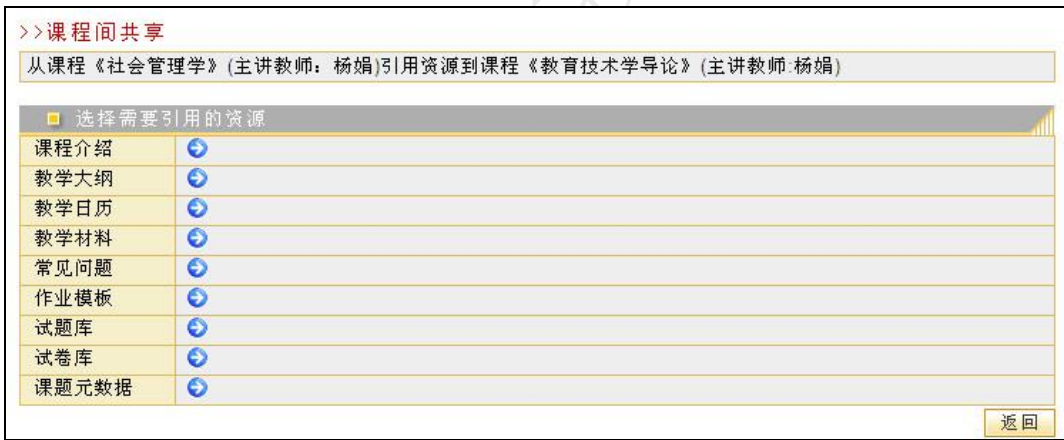 >>课程间共享
从课程《社会管理学》(主讲教师：杨娟)引用资源到课程《教育技术学导论》(主讲教师:杨娟)
选择需要引用的资源
课程介绍
教学大纲
教学日历
教学材料
常见问题
作业模板
试题库
试卷库
课题元数据
返回